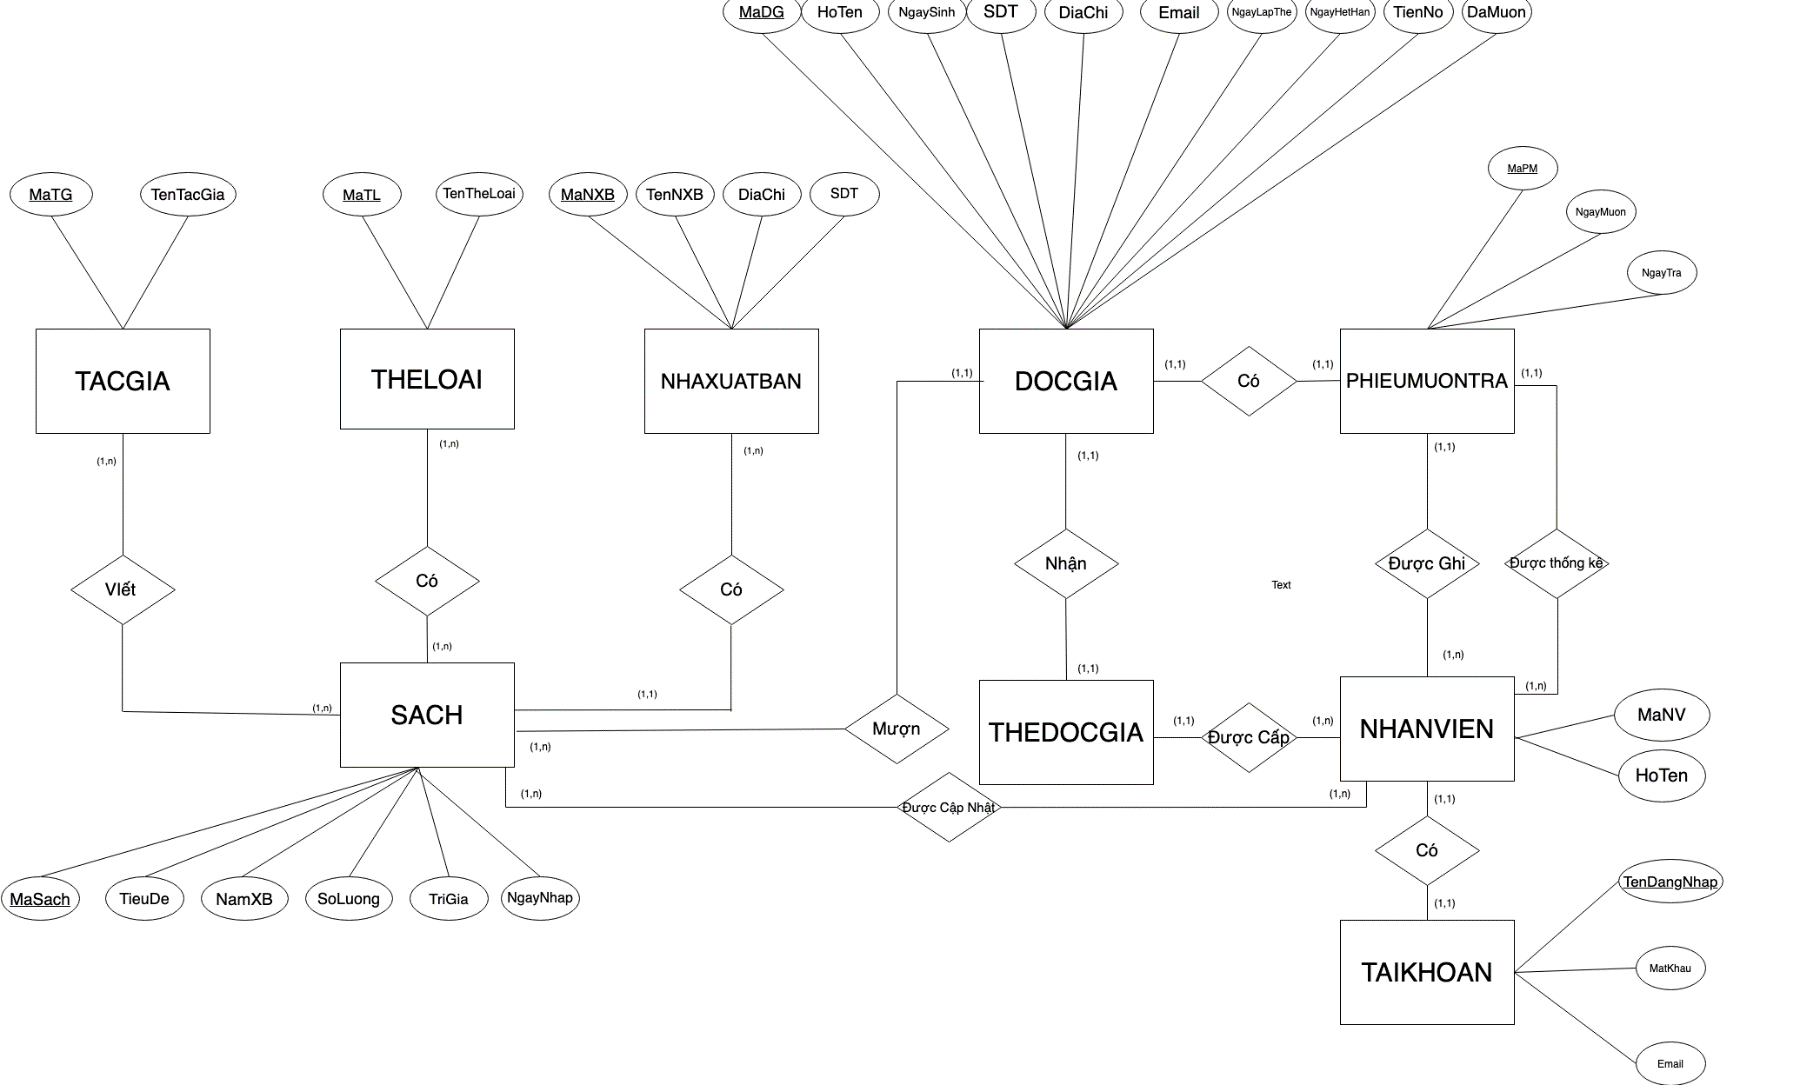 MaDG HoTen NgaySinh SDT DiaChi Email NgayLapThe NgayHetHan TienNo DaMuon
MaPM
NgayMuon
NgayTra
MaTG TenTacGia MaTL TenTheLoai MaNXB TenNXB DiaChi SDT
TACGIA THELOAI NHAXUATBAN (1,1) DOCGIA (1,1) Có (1,1) PHIEUMUONTRA (1,1)
(1,n) (1,n) (1,n) (1,1) (1,1)
VIết Có Có Nhận Text Được Ghi Được thống kê
(1,n) (1,1) (1,n)
(1,n) (1,1) (1,n)
SACH (1,n) Mượn THEDOCGIA (1,1) Được Cấp (1,n) NHANVIEN MaNV
HoTen
(1,n) Được Cập Nhật (1,n) (1,1)
Có
(1,1)
MaSach TieuDe NamXB SoLuong TriGia NgayNhap
TAIKHOAN TenDangNhap
MatKhau
Email